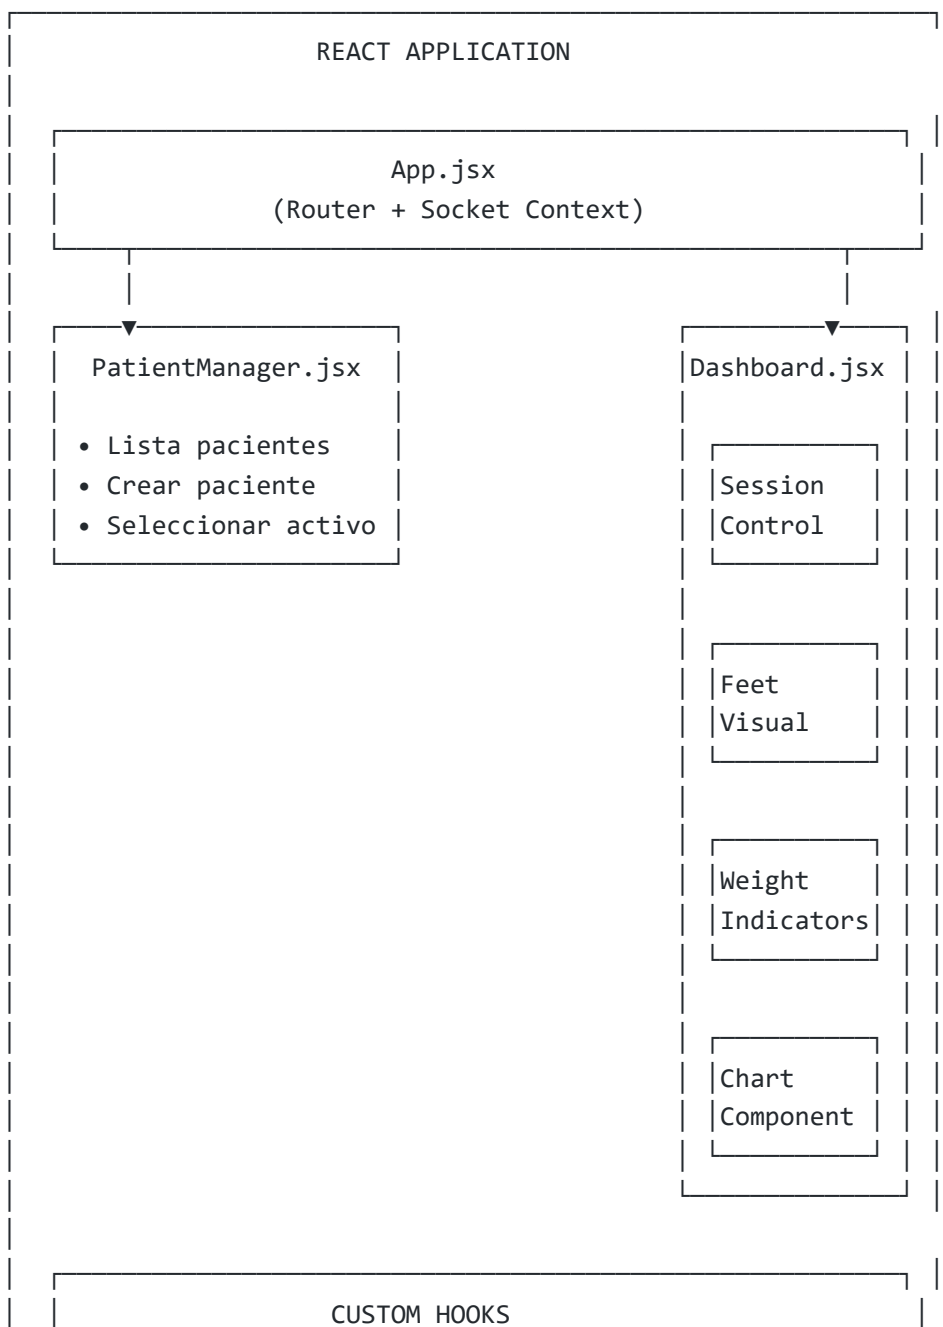 REACT APPLICATION
App.jsx
(Router + Socket Context)
PatientManager.jsx
Dashboard.jsx
• Lista pacientes
• Crear paciente
• Seleccionar activo
Session
Control
Feet
Visual
Weight
Indicators
Chart
Component
CUSTOM HOOKS